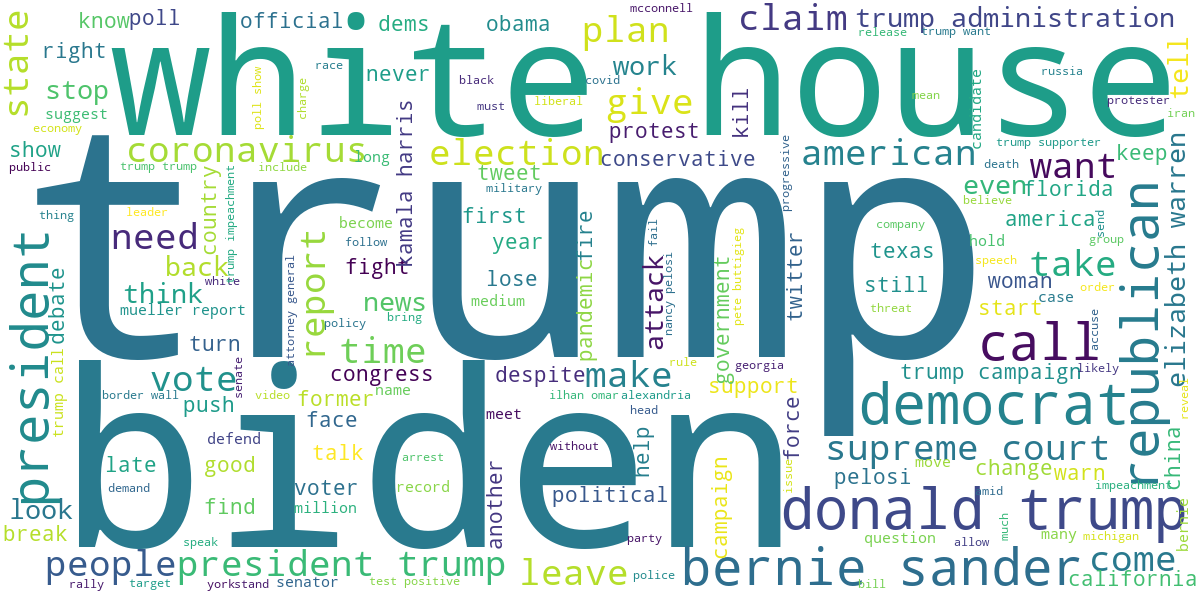 mcconnell
know
poll
official
dems
obama
plan
claim
trump administration
state
right
white house
race
never
black
covid
work
release
trump want
tell
stop
suggest
economy
poll show
charge
must
liberal
give
kill
mean
candidate
russia
protester
iran
show
public
coronavirus
long
kamala harris
election
protest
conservative
progressive
american
trump supporter
keep
want
death
trump trump
include
tweet
military
even
believe
florida
elizabeth warren
trump
thing
leader
country
trump impeachment
become
first
fire
fail
company
america
send
group
republican
president
need
follow
year
texas
hold
back
white
attorney general
report
fight
lose
pandemic
attack
nancy pelosi
government
pete buttigieg
twitter
still
woman
speech
take
order
debate
think
mueller report
news
medium
threat
start
case
accuse
policy
bring
call
turn
time
trump call
vote
senate
congress
despite
make
rule
georgia
support
trump campaign
likely
reveal
border wall
push
video
former
name
ilhan omar
alexandria
democrat
biden
face
meet
head
force
defend
help
without
supreme court
late
good
talk
arrest
issue
pelosi
move
change
warn
china
demand
voter
record
political
campaign
impeachment
look
find
million
another
donald trump
amid
much
break
speak
party
question
allow
many
michigan
bernie
people
president trump
leave
police
bernie sander
come
california
rally
target
yorkstand
senator
test positive
bill